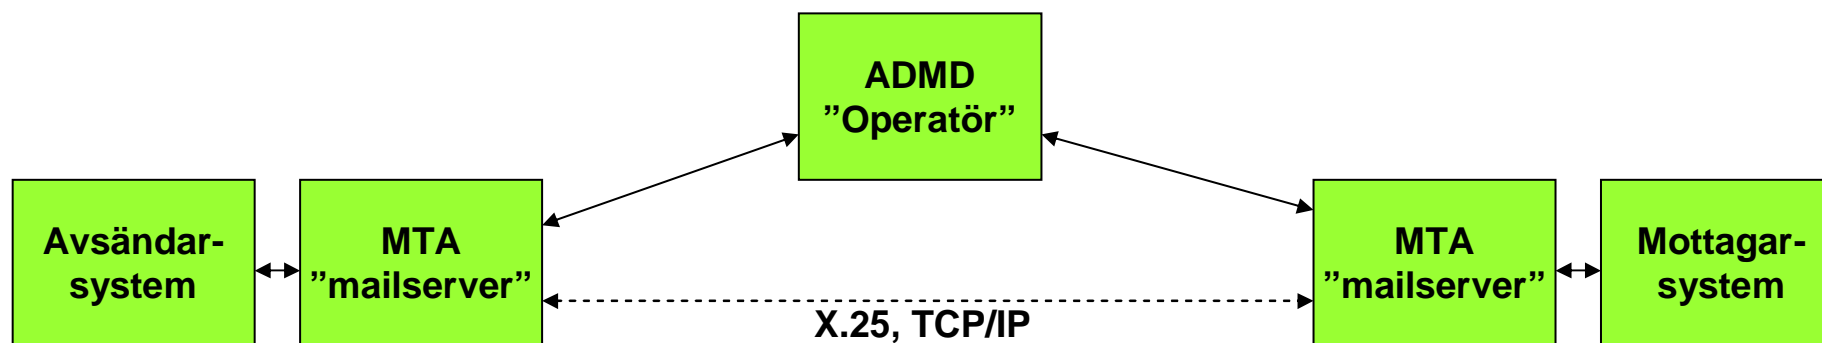 ADMD
”Operatör”
Avsändar-
system
MTA
”mailserver”
X.25, TCP/IP
MTA
”mailserver”
Mottagar-
system